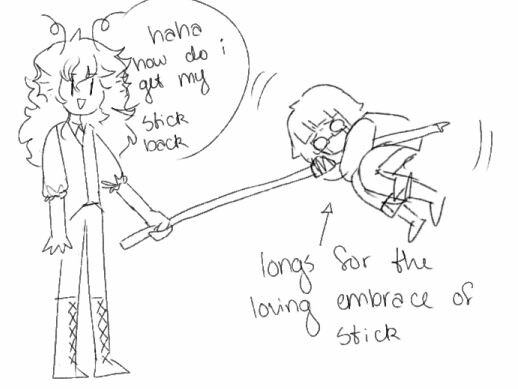 haha
how do i
get my
stick
back
longs for the
loving embrace of
stick